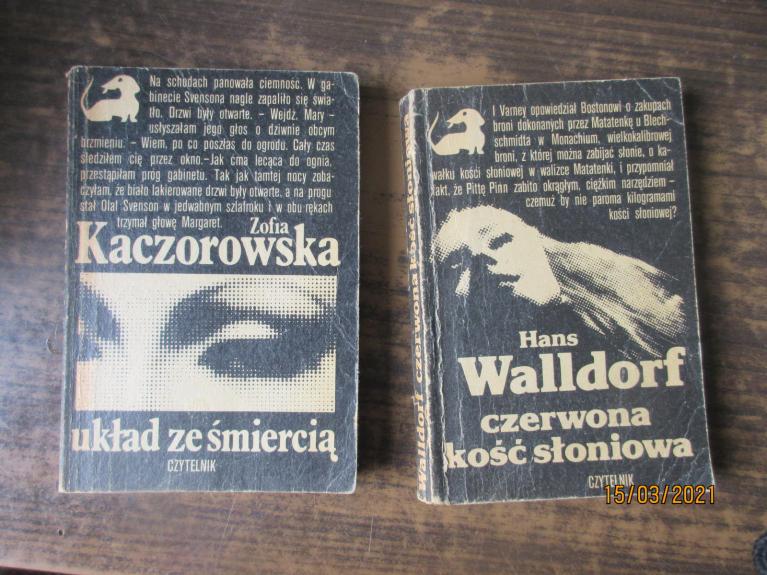 Na schodach panowała ciemność. W ga-
binecie Svensona nagle zapaliło się świa-
tło. Drzwi były otwarte. – Wejdź, Mary –
usłyszałam jego głos o dziwnie obcym
brzmieniu. – Wiem, po co poszłaś do ogrodu. Cały czas
śledziłem cię przez okno. – Jak ćma lecąca do ognia,
przestąpiłam próg gabinetu. Tak jak tamtej nocy zoba-
czyłam, że biało lakierowane drzwi były otwarte, a na progu
stał Olaf Svenson w jedwabnym szlafroku i w obu rękach
trzymał głowę Margaret.
Zofia
Kaczorowska
układ ze śmiercią
CZYTELNIK
I Varney opowiedział Bostonowi o zakupach
broni dokonanych przez Matatenkę u Blech-
schmidta w Monachium, wielkokalibrowej
broni, z której można zabijać słonie, o ka-
wałku kości słoniowej w walizce Matatenki, i przypomniał
fakt, że Pittę Pinn zabito okrągłym, ciężkim narzędziem –
czemuż by nie paroma kilogramami
kości słoniowej?
Hans
Walldorf
czerwona
kość słoniowa
CZYTELNIK
Walldorf czerwona kość słoniowa
15/03/2021